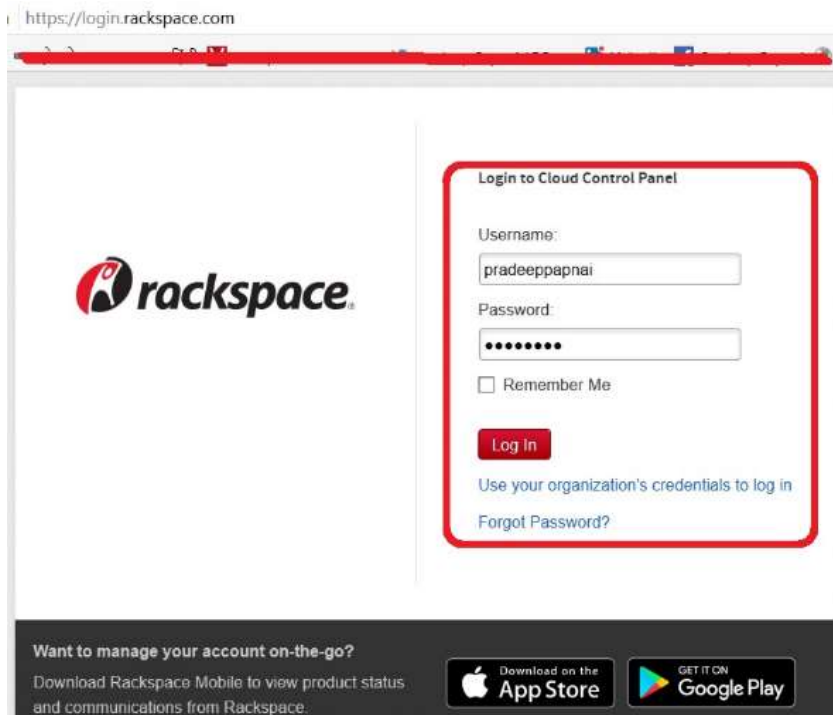 https://login.rackspace.com
rackspace
Login to Cloud Control Panel
Username:
pradeeppapnai
Password:
Remember Me
Log In
Use your organization's credentials to log in
Forgot Password?
Want to manage your account on-the-go?
Download Rackspace Mobile to view product status
and communications from Rackspace.
Download on the
App Store
GET IT ON
Google Play